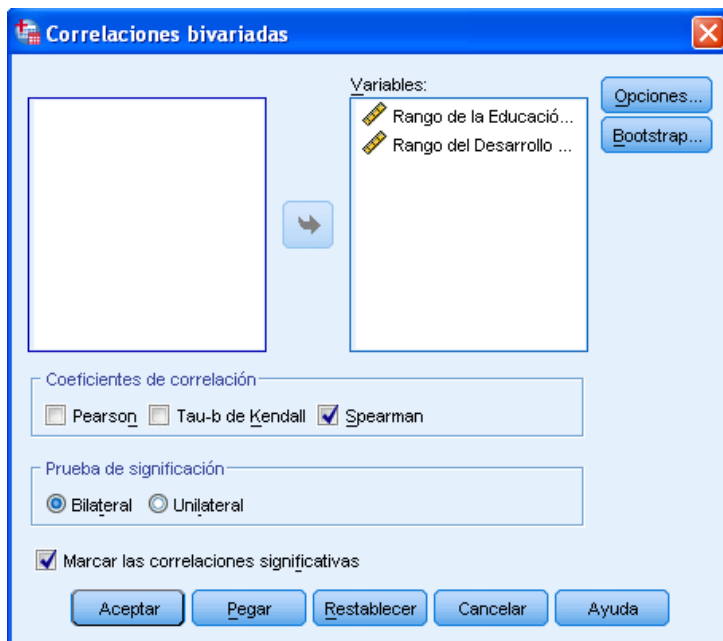 Correlaciones bivariadas
Variables:
Rango de la Educació...
Rango del Desarrollo ...
Opciones...
Bootstrap...
Coeficientes de correlación
Pearson Tau-b de Kendall Spearman
Prueba de significación
Bilateral Unilateral
Marcar las correlaciones significativas
Aceptar Pegar Restablecer Cancelar Ayuda